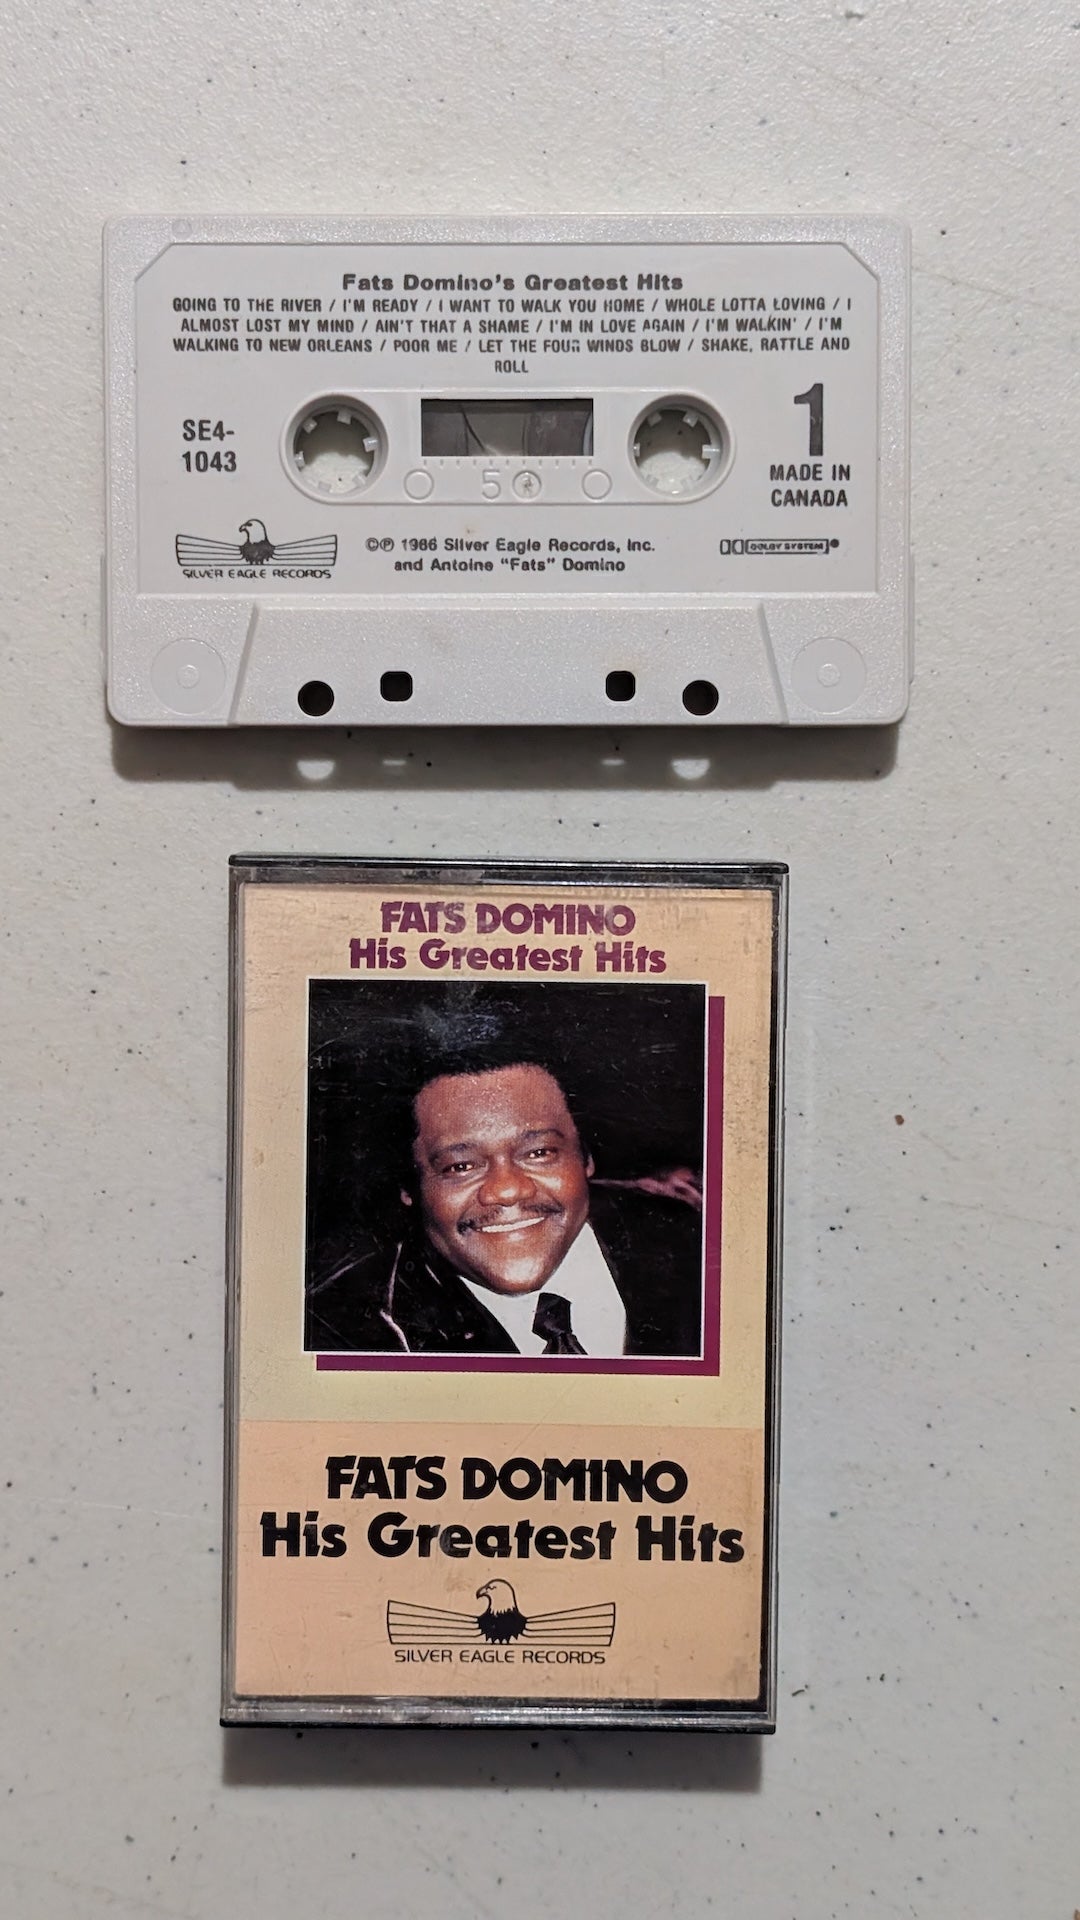 Fats Domino's Greatest Hits
GOING TO THE RIVER / I'M READY / I WANT TO WALK YOU HOME / WHOLE LOTTA LOVING / I
ALMOST LOST MY MIND / AIN'T THAT A SHAME / I'M IN LOVE AGAIN / I'M WALKIN' / I'M
WALKING TO NEW ORLEANS / POOR ME / LET THE FOUR WINDS BLOW / SHAKE, RATTLE AND
ROLL
SE4-
1043
1
MADE IN
CANADA
50
SILVER EAGLE RECORDS
©℗ 1986 Silver Eagle Records, Inc.
and Antoine "Fats" Domino
DOLBY SYSTEM
FATS DOMINO
His Greatest Hits
FATS DOMINO
His Greatest Hits
SILVER EAGLE RECORDS